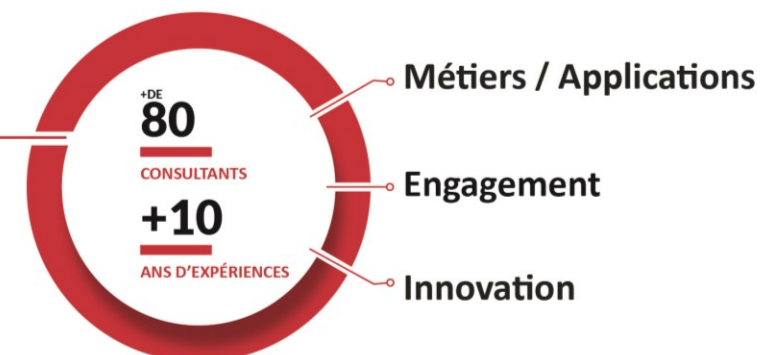 +DE
80
CONSULTANTS
+10
ANS D'EXPÉRIENCES
Métiers / Applications
Engagement
Innovation